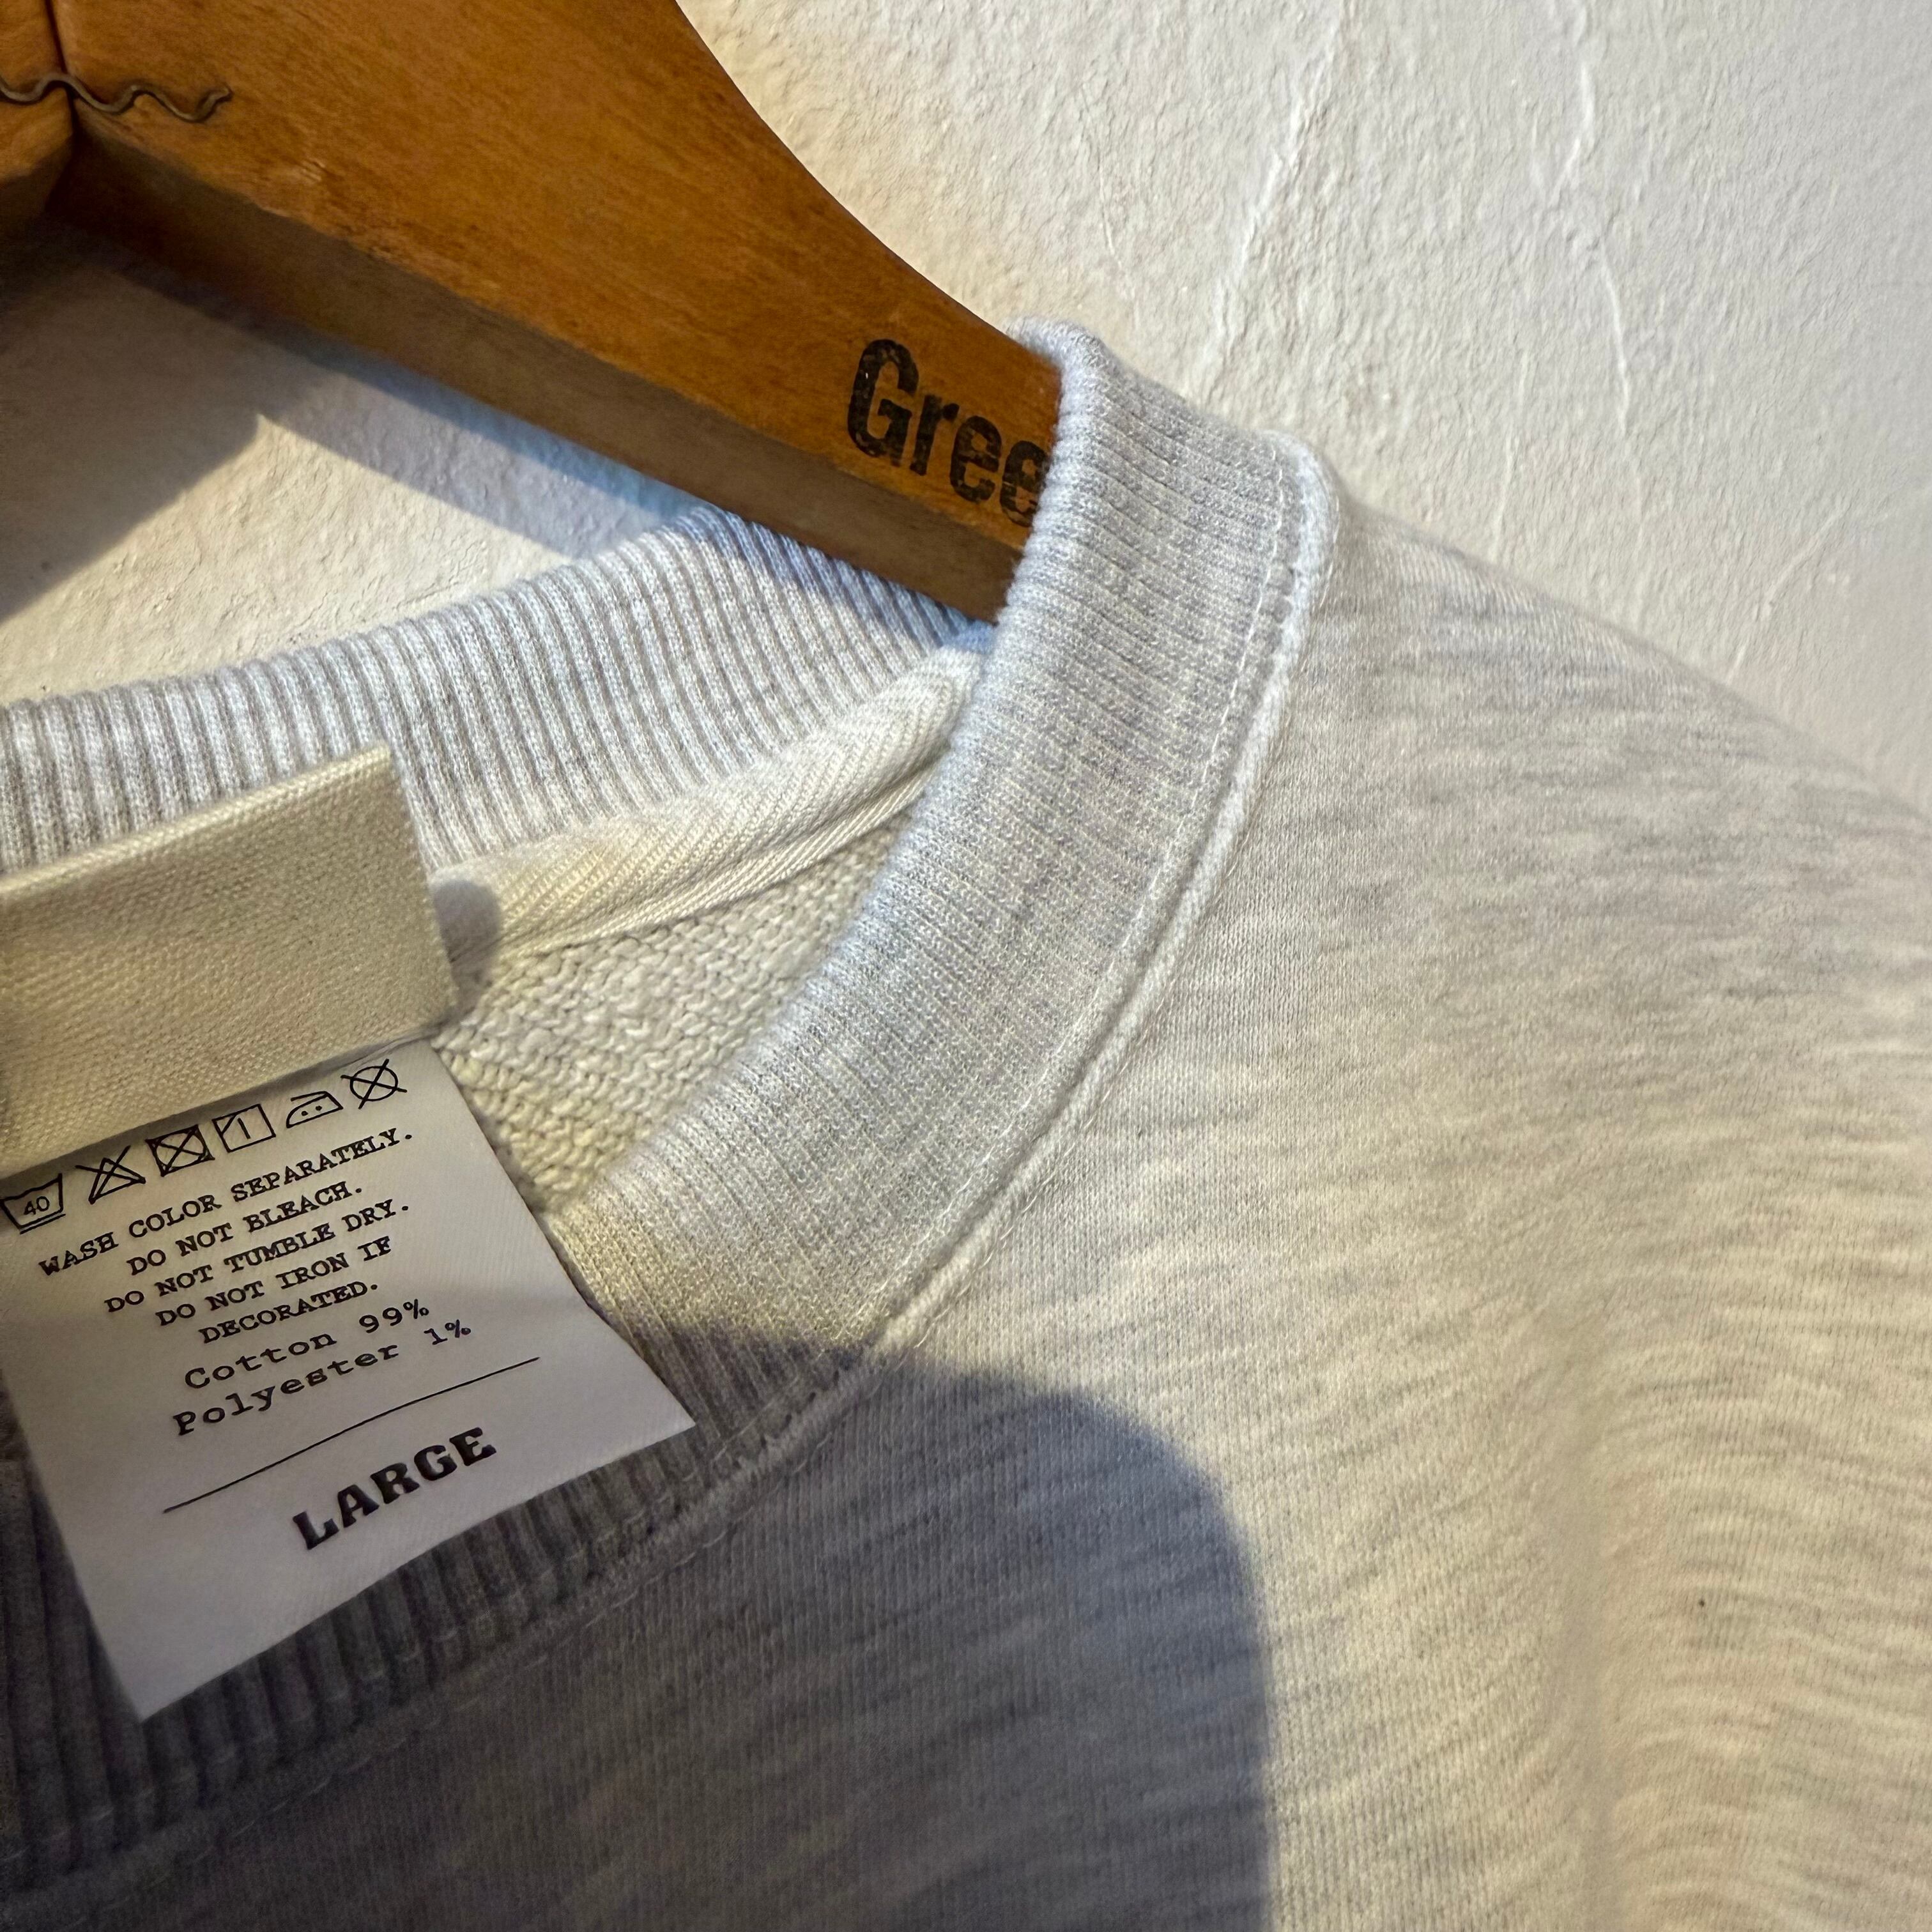 Gree
40
1
WASH COLOR SEPARATELY.
DO NOT BLEACH.
DO NOT TUMBLE DRY.
DO NOT IRON IF
DECORATED.
Cotton 99%
Polyester 1%
LARGE